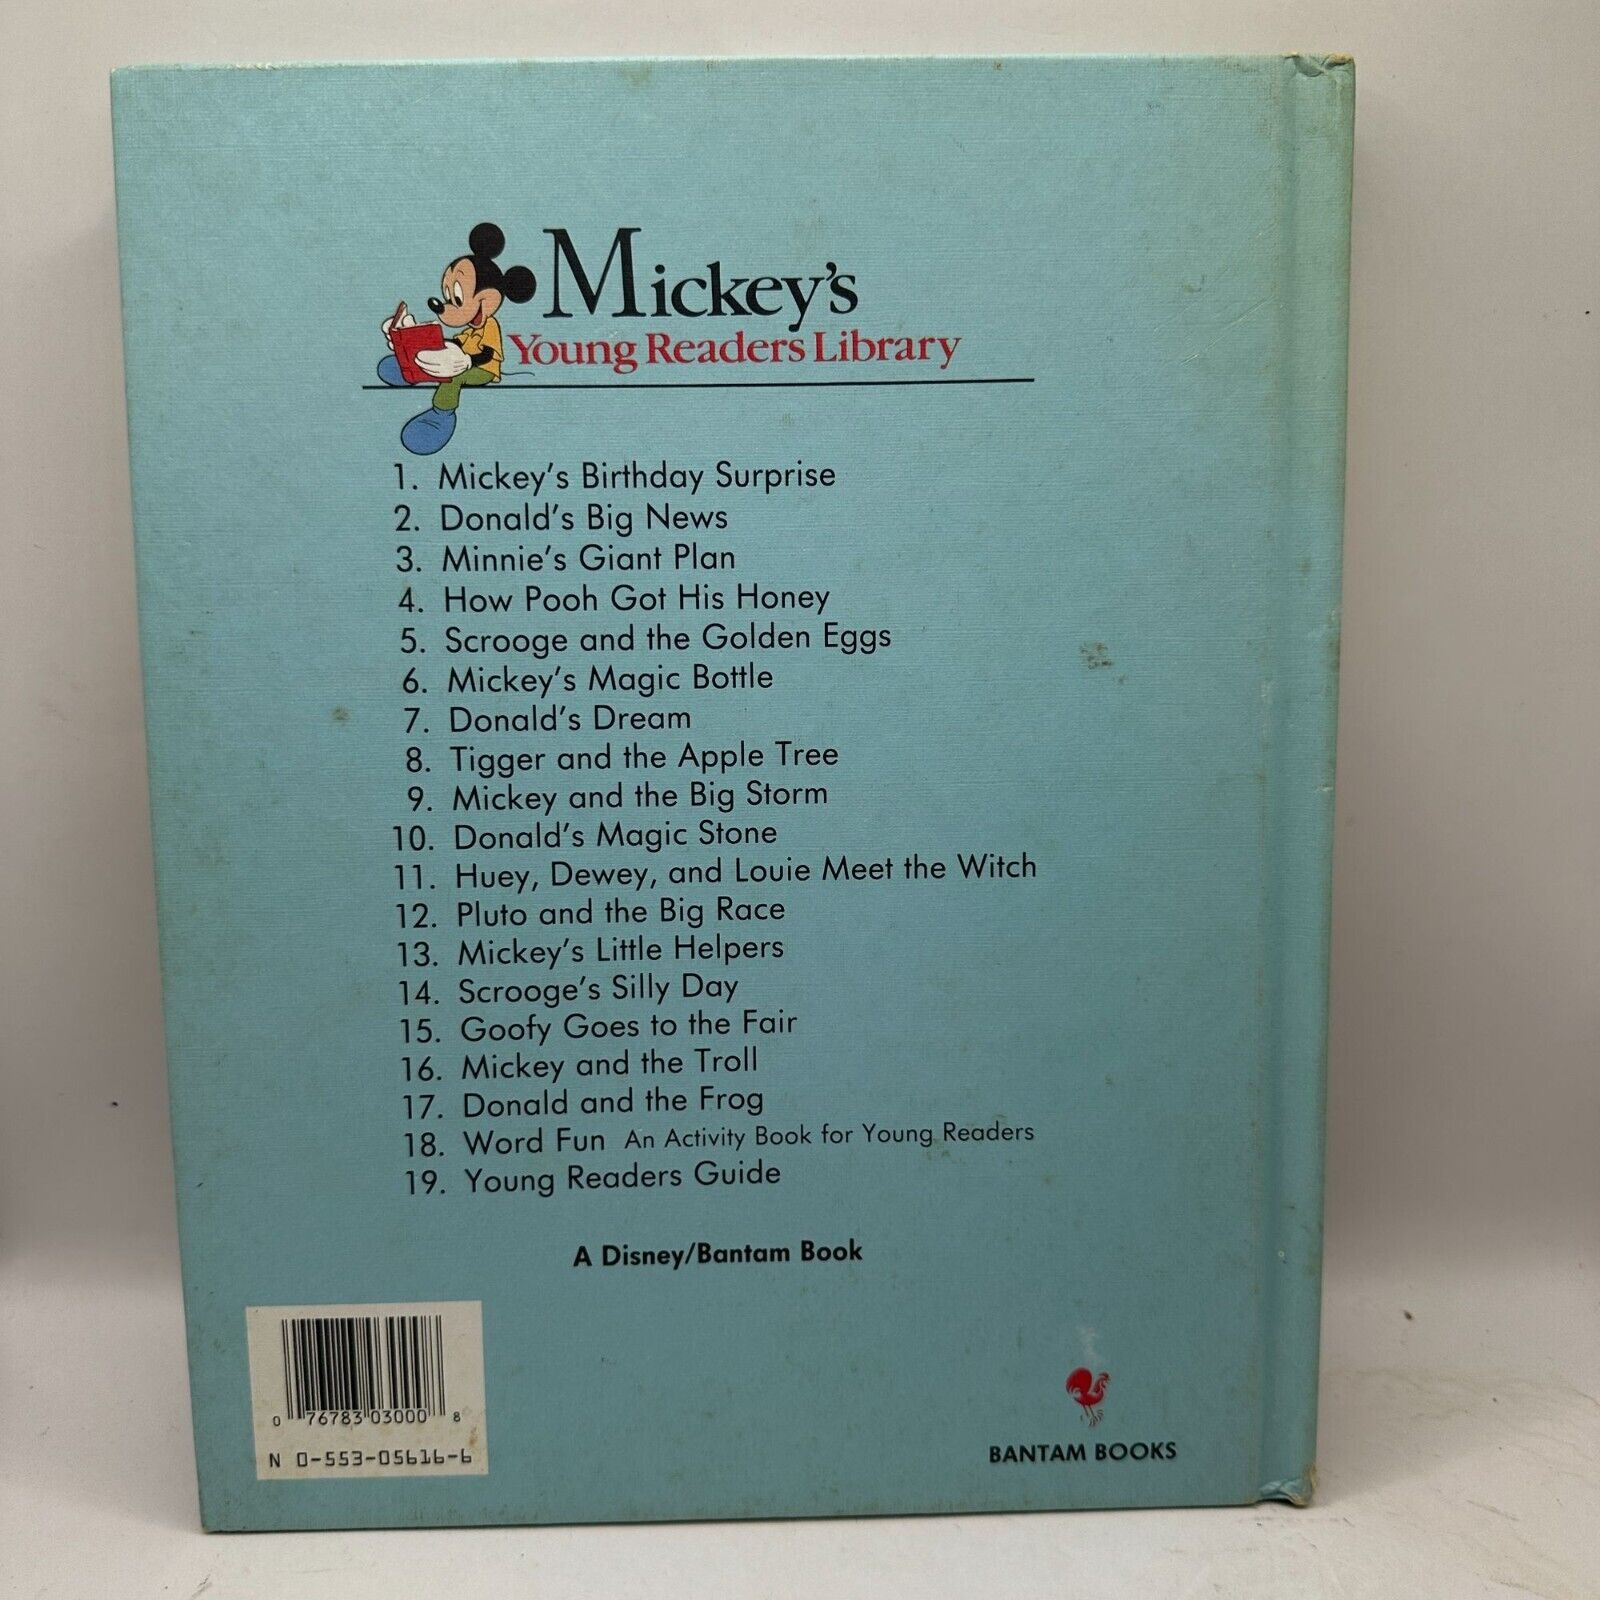 Mickey's
Young Readers Library
1. Mickey's Birthday Surprise
2. Donald's Big News
3. Minnie's Giant Plan
4. How Pooh Got His Honey
5. Scrooge and the Golden Eggs
6. Mickey's Magic Bottle
7. Donald's Dream
8. Tigger and the Apple Tree
9. Mickey and the Big Storm
10. Donald's Magic Stone
11. Huey, Dewey, and Louie Meet the Witch
12. Pluto and the Big Race
13. Mickey's Little Helpers
14. Scrooge's Silly Day
15. Goofy Goes to the Fair
16. Mickey and the Troll
17. Donald and the Frog
18. Word Fun An Activity Book for Young Readers
19. Young Readers Guide
A Disney/Bantam Book
0 76783 03000 8
N 0-553-05616-6
BANTAM BOOKS